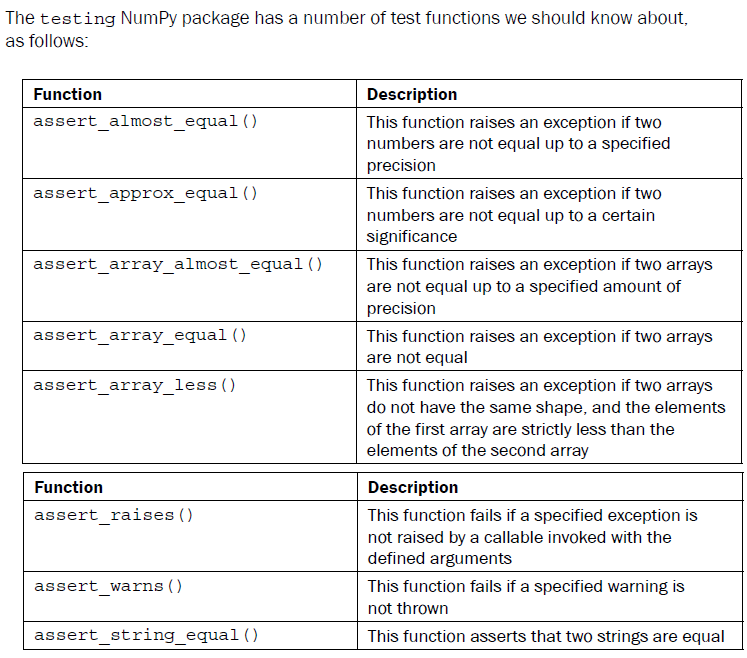 The testing NumPy package has a number of test functions we should know about,
as follows:
Function
Description
assert_almost_equal()
This function raises an exception if two
numbers are not equal up to a specified
precision
assert_approx_equal()
This function raises an exception if two
numbers are not equal up to a certain
significance
assert_array_almost_equal()
This function raises an exception if two arrays
are not equal up to a specified amount of
precision
assert_array_equal()
This function raises an exception if two arrays
are not equal
assert_array_less()
This function raises an exception if two arrays
do not have the same shape, and the elements
of the first array are strictly less than the
elements of the second array
Function
Description
assert_raises()
This function fails if a specified exception is
not raised by a callable invoked with the
defined arguments
assert_warns()
This function fails if a specified warning is
not thrown
assert_string_equal()
This function asserts that two strings are equal